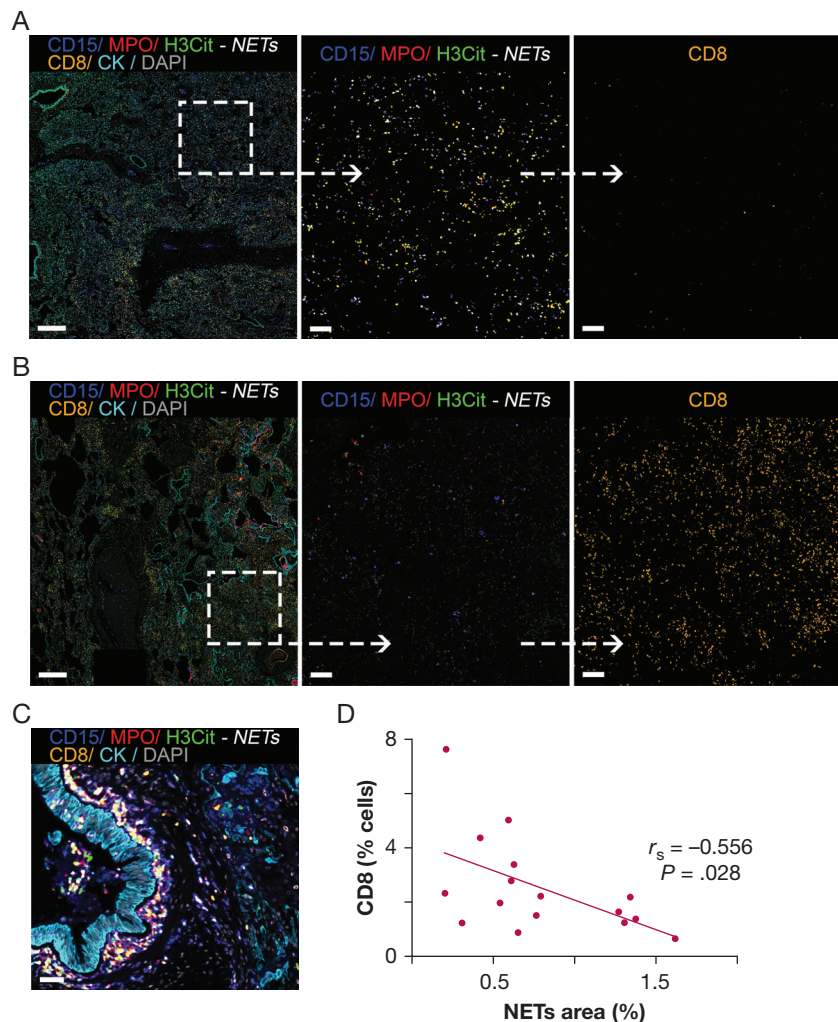 A
CD15/ MPO/ H3Cit - NETs
CD8/ CK / DAPI
CD15/ MPO/ H3Cit - NETs
CD8
B
CD15/ MPO/ H3Cit - NETs
CD8/ CK / DAPI
CD15/ MPO/ H3Cit - NETs
CD8
C
CD15/ MPO/ H3Cit - NETs
CD8/ CK / DAPI
D
8
4
0
CD8 (% cells)
rs = –0.556
P = .028
0.5
1.5
NETs area (%)